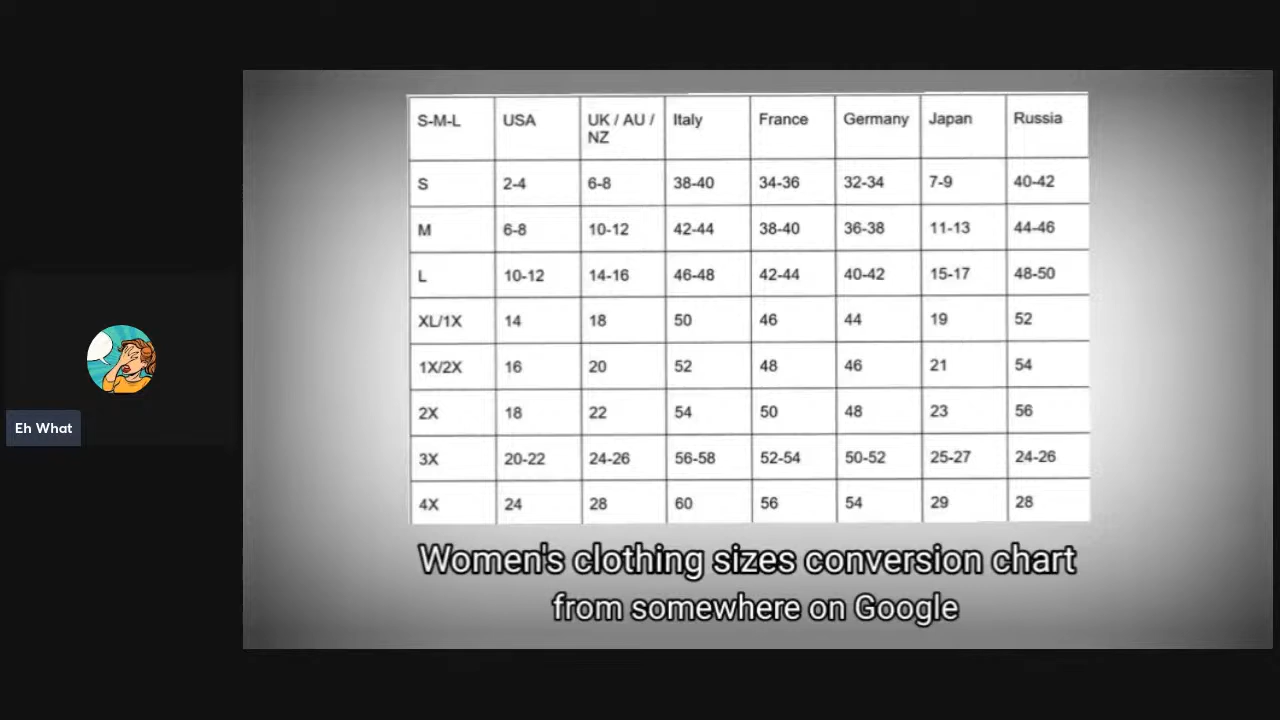 S-M-L USA UK / AU / NZ Italy France Germany Japan Russia
S 2-4 6-8 38-40 34-36 32-34 7-9 40-42
M 6-8 10-12 42-44 38-40 36-38 11-13 44-46
L 10-12 14-16 46-48 42-44 40-42 15-17 48-50
XL/1X 14 18 50 46 44 19 52
1X/2X 16 20 52 48 46 21 54
2X 18 22 54 50 48 23 56
3X 20-22 24-26 56-58 52-54 50-52 25-27 24-26
4X 24 28 60 56 54 29 28
Eh What
Women's clothing sizes conversion chart
from somewhere on Google